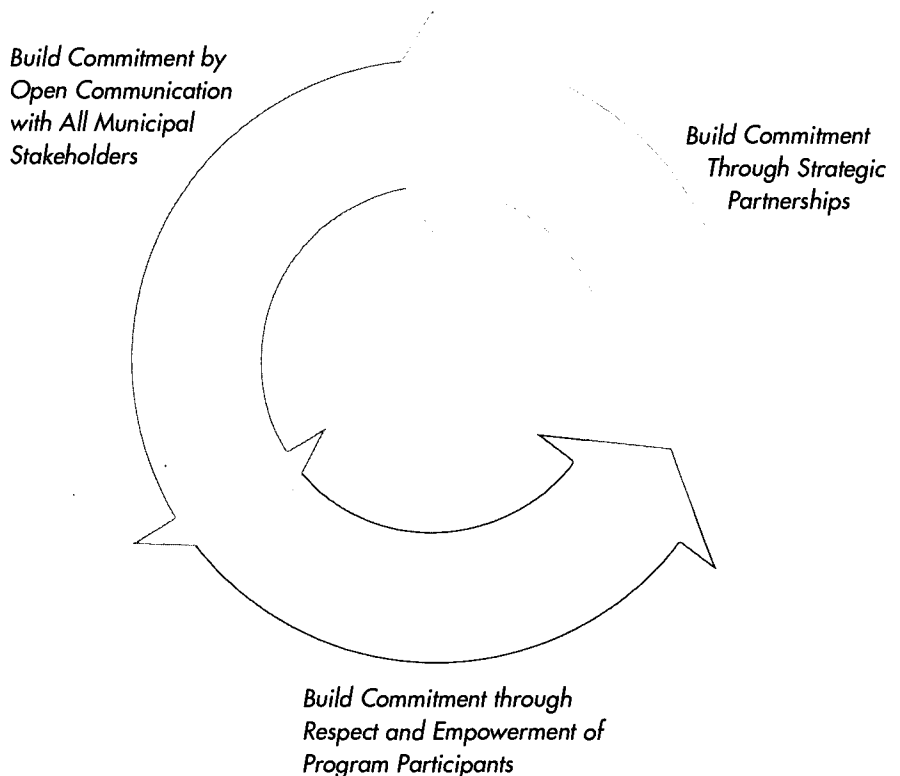 Build Commitment by
Open Communication
with All Municipal
Stakeholders
Build Commitment
Through Strategic
Partnerships
Build Commitment through
Respect and Empowerment of
Program Participants